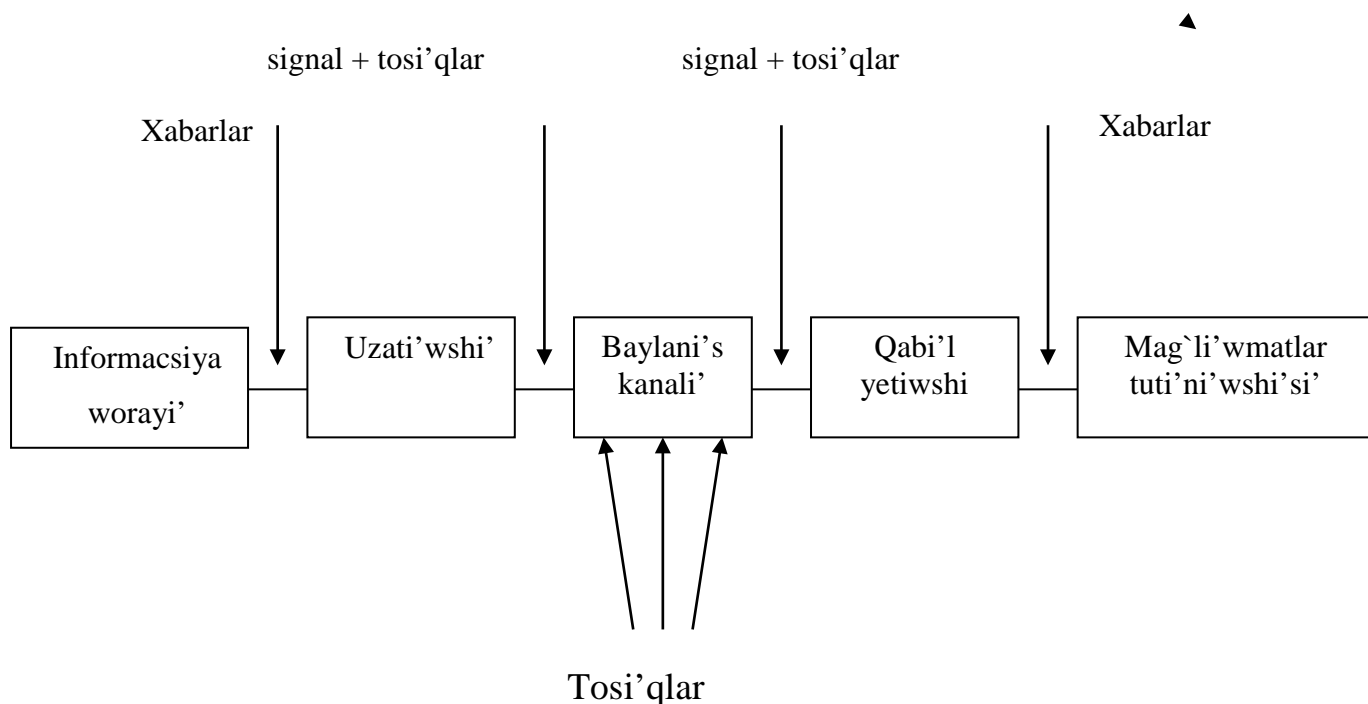 signal + tosi’qlar
signal + tosi’qlar
Xabarlar
Xabarlar
Informacsiya
worayi’
Uzati’wshi’
Baylani’s
kanali’
Qabi’l
yetiwshi
Mag`li’wmatlar
tuti’ni’wshi’si’
Tosi’qlar